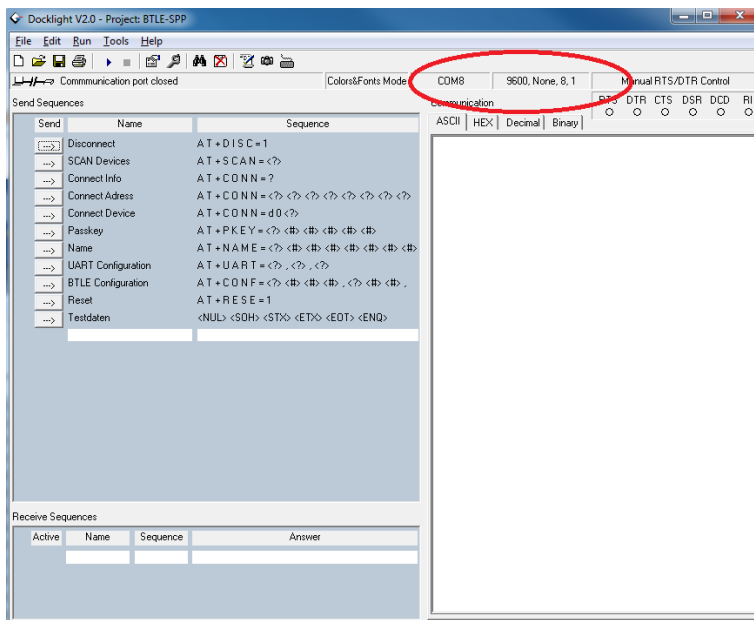 Docklight V2.0 - Project: BTLE-SPP
File Edit Run Tools Help
Commmunication port closed Colors&Fonts Mode COM8 9600, None, 8, 1 Manual RTS/DTR Control
Send Sequences Communication RTS DTR CTS DSR DCD RI
ASCII HEX Decimal Binary
Send Name Sequence
---> Disconnect AT+DISC=1
---> SCAN Devices AT+SCAN=<?>
---> Connect Info AT+CONN=?
---> Connect Adress AT+CONN=<?> <?> <?> <?> <?> <?> <?> <?>
---> Connect Device AT+CONN=d0<?>
---> Passkey AT+PKEY=<?> <#> <#> <#> <#>
---> Name AT+NAME=<?> <#> <#> <#> <#> <#> <#>
---> UART Configuration AT+UART=<?> , <?> , <?>
---> BTLE Configuration AT+CONF=<?> <#> <#> <#> , <?> <#> <#> ,
---> Reset AT+RESE=1
---> Testdaten <NUL> <SOH> <STX> <ETX> <EOT> <ENQ>
Receive Sequences
Active Name Sequence Answer